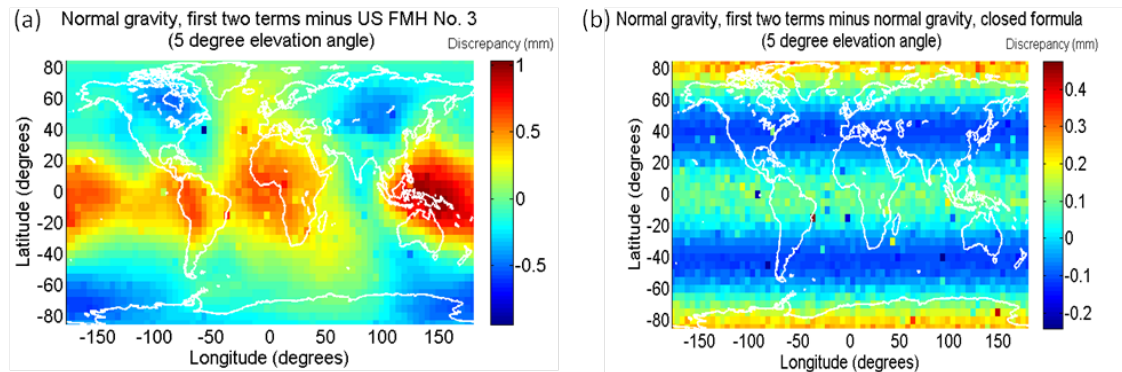 (a) Normal gravity, first two terms minus US FMH No. 3
(5 degree elevation angle)
Discrepancy (mm)
80
60
40
20
0
-20
-40
-60
-80
Latitude (degrees)
-150 -100 -50 0 50 100 150
Longitude (degrees)
1
0.5
0
-0.5
(b) Normal gravity, first two terms minus normal gravity, closed formula
(5 degree elevation angle)
Discrepancy (mm)
80
60
40
20
0
-20
-40
-60
-80
Latitude (degrees)
-150 -100 -50 0 50 100 150
Longitude (degrees)
0.4
0.3
0.2
0.1
0
-0.1
-0.2